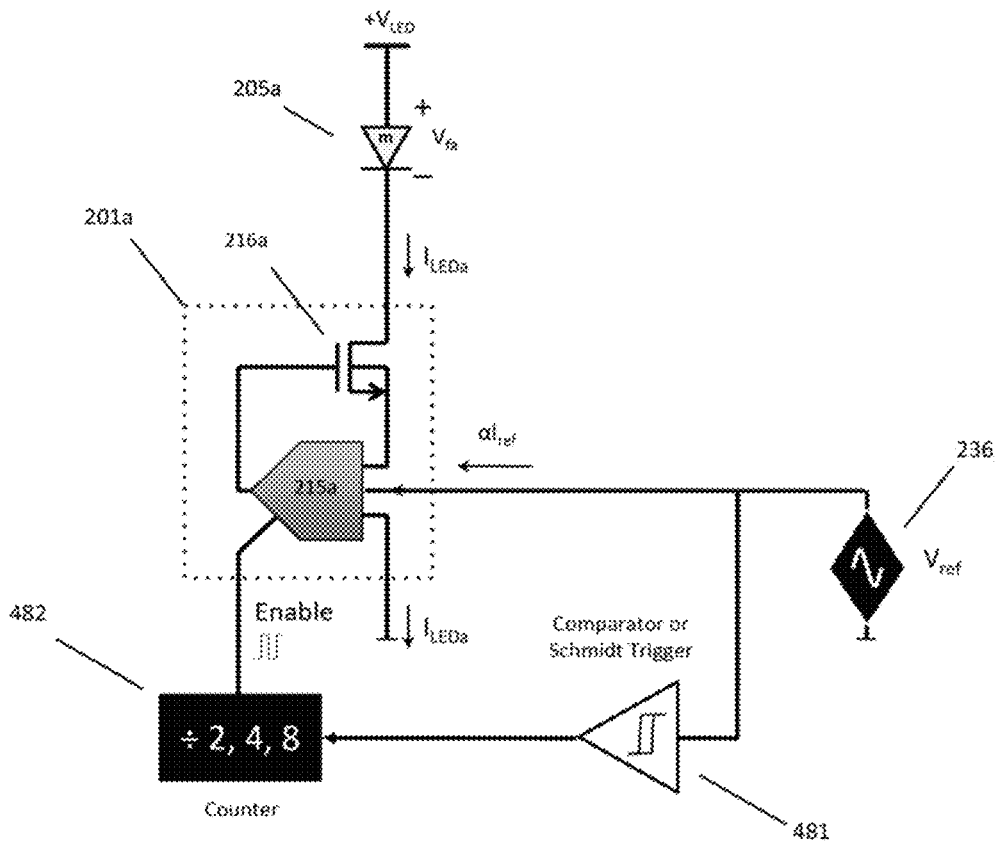 +V_LED
205a
+
m
V_fa
−
201a
216a
I_LEDa
αI_ref
215a
236
V_ref
482
Enable
I_LEDa
Comparator or
Schmidt Trigger
÷ 2, 4, 8
Counter
481